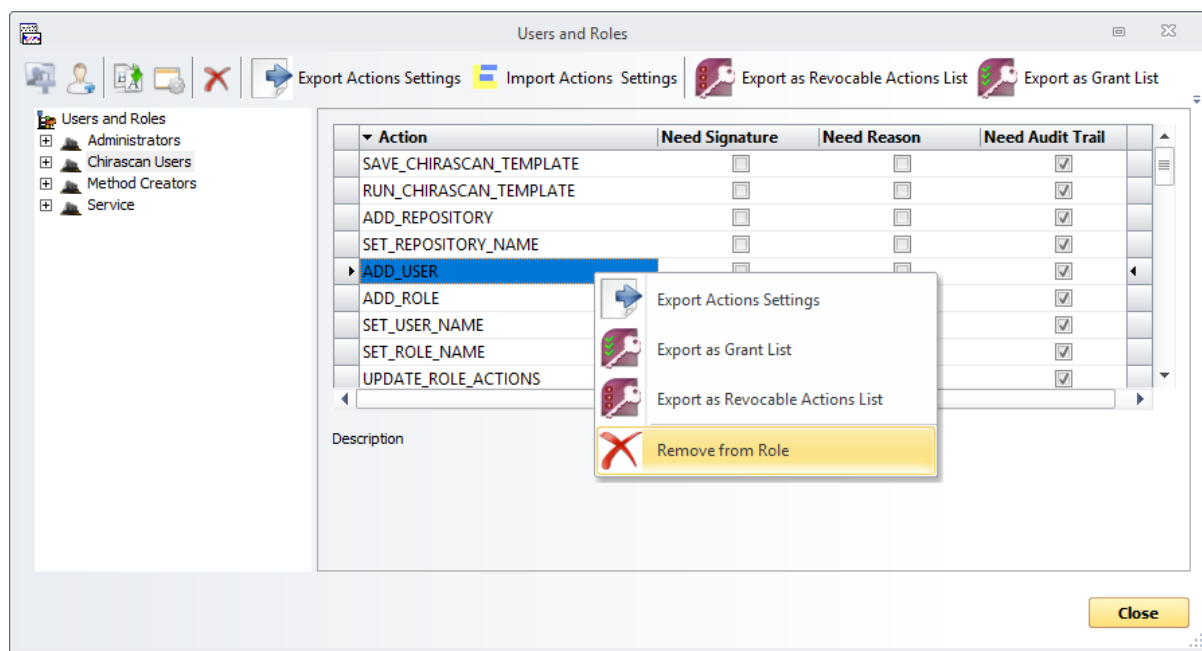 Users and Roles
Export Actions Settings Import Actions Settings Export as Revocable Actions List Export as Grant List
Users and Roles
Administrators
Chirascan Users
Method Creators
Service
Action Need Signature Need Reason Need Audit Trail
SAVE_CHIRASCAN_TEMPLATE
RUN_CHIRASCAN_TEMPLATE
ADD_REPOSITORY
SET_REPOSITORY_NAME
ADD_USER
ADD_ROLE
SET_USER_NAME
SET_ROLE_NAME
UPDATE_ROLE_ACTIONS
Export Actions Settings
Export as Grant List
Export as Revocable Actions List
Remove from Role
Description
Close